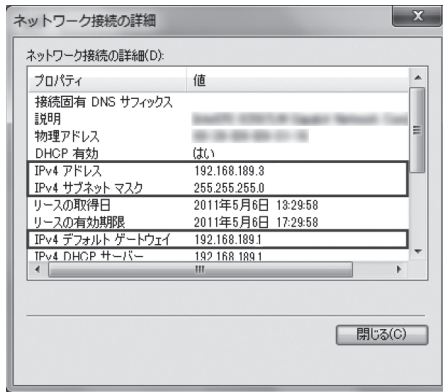 ネットワーク接続の詳細
ネットワーク接続の詳細(D):
プロパティ 値
接続固有 DNS サフィックス
説明
物理アドレス
DHCP 有効 はい
IPv4 アドレス 192.168.189.3
IPv4 サブネット マスク 255.255.255.0
リースの取得日 2011年5月6日 13:29:58
リースの有効期限 2011年5月6日 17:29:58
IPv4 デフォルト ゲートウェイ 192.168.189.1
IPv4 DHCP サーバー 192.168.189.1
閉じる(C)